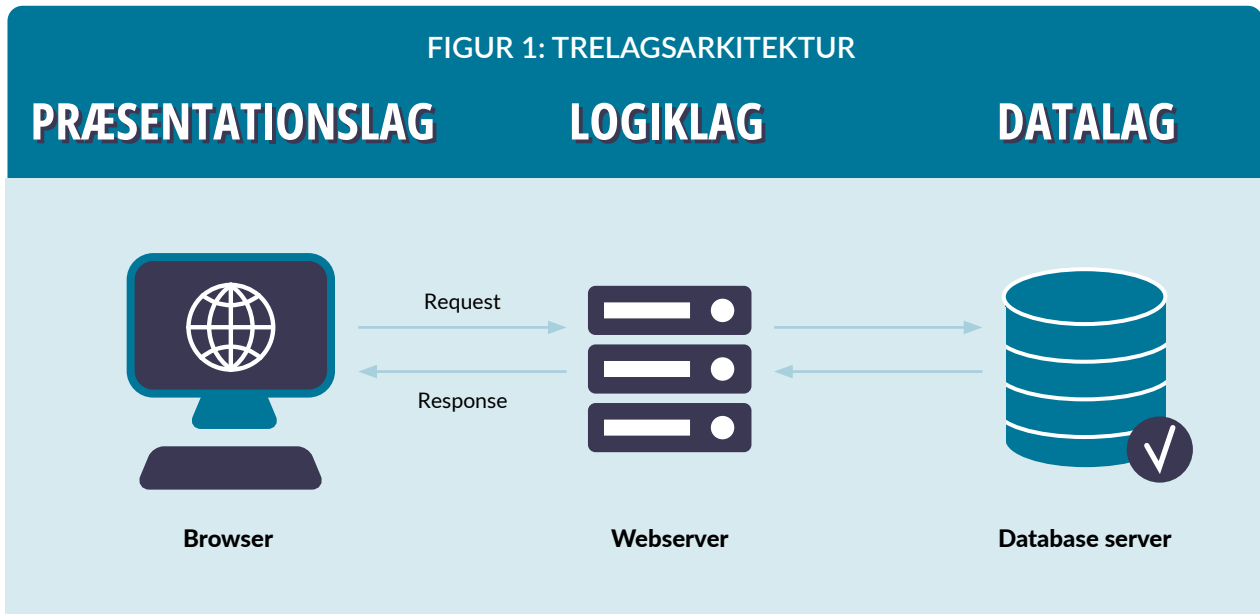 FIGUR 1: TRELAGSARKITEKTUR
PRÆSENTATIONSLAG
LOGIKLAG
DATALAG
Request
Response
Browser
Webserver
Database server